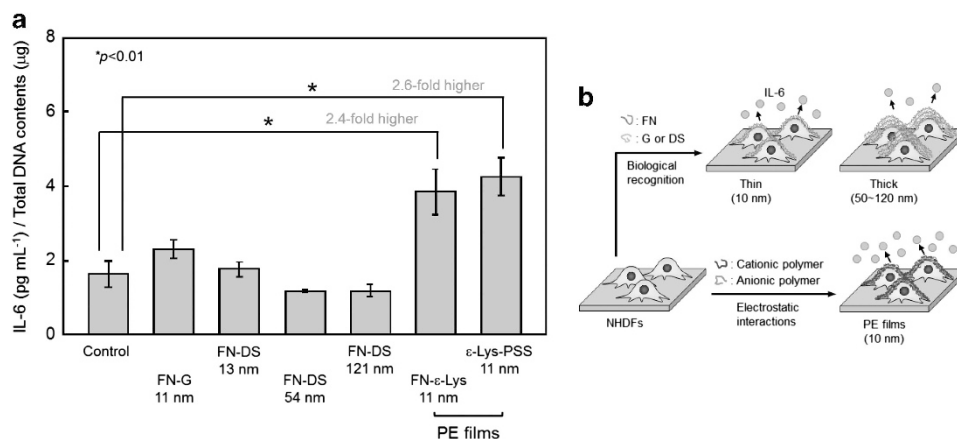 a
IL-6 (pg mL⁻¹) / Total DNA contents (μg)
8
6
4
2
0
*p<0.01
*
2.6-fold higher
*
2.4-fold higher
Control
FN-G
11 nm
FN-DS
13 nm
FN-DS
54 nm
FN-DS
121 nm
FN-ε-Lys
11 nm
ε-Lys-PSS
11 nm
PE films
b
IL-6
: FN
: G or DS
Biological
recognition
Thin
(10 nm)
Thick
(50~120 nm)
NHDFs
: Cationic polymer
: Anionic polymer
Electrostatic
interactions
PE films
(10 nm)